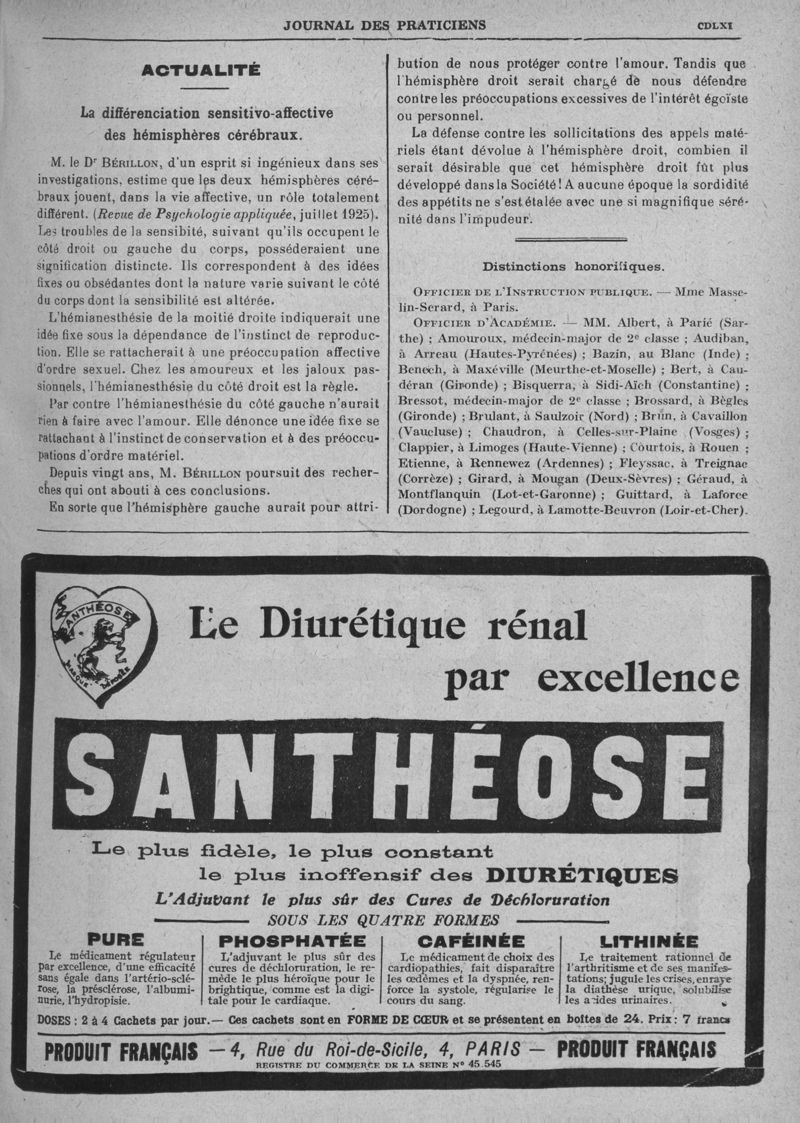 JOURNAL DES PRATICIENS
CDLXI
ACTUALITÉ
La différenciation sensitivo-affective
des hémisphères cérébraux.
M. le Dr BÉRILLON, d'un esprit si ingénieux dans ses
investigations, estime que les deux hémisphères céré-
braux jouent, dans la vie affective, un rôle totalement
différent. (Revue de Psychologie appliquée, juillet 1925).
Les troubles de la sensibité, suivant qu'ils occupent le
côté droit ou gauche du corps, posséderaient une
signification distincte. Ils correspondent à des idées
fixes ou obsédantes dont la nature varie suivant le côté
du corps dont la sensibilité est altérée.
L'hémianesthésie de la moitié droite indiquerait une
idée fixe sous la dépendance de l'instinct de reproduc-
tion. Elle se rattacherait à une préoccupation affective
d'ordre sexuel. Chez les amoureux et les jaloux pas-
sionnels, l'hémianesthésie du côté droit est la règle.
Par contre l'hémianesthésie du côté gauche n'aurait
rien à faire avec l'amour. Elle dénonce une idée fixe se
rattachant à l'instinct de conservation et à des préoccu-
pations d'ordre matériel.
Depuis vingt ans, M. BÉRILLON poursuit des recher-
ches qui ont abouti à ces conclusions.
En sorte que l'hémisphère gauche aurait pour attri-
bution de nous protéger contre l'amour. Tandis que
l'hémisphère droit serait chargé de nous défendre
contre les préoccupations excessives de l'intérêt égoïste
ou personnel.
La défense contre les sollicitations des appels maté-
riels étant dévolue à l'hémisphère droit, combien il
serait désirable que cet hémisphère droit fût plus
développé dans la Société! A aucune époque la sordidité
des appétits ne s'est étalée avec une si magnifique séré-
nité dans l'impudeur.
Distinctions honorifiques.
OFFICIER DE L'INSTRUCTION PUBLIQUE. — Mme Masse-
lin-Serard, à Paris.
OFFICIER D'ACADÉMIE. — MM. Albert, à Parié (Sar-
the) ; Amouroux, médecin-major de 2e classe ; Audiban,
à Arreau (Hautes-Pyrénées) ; Bazin, au Blanc (Inde) ;
Benech, à Maxéville (Meurthe-et-Moselle) ; Bert, à Cau-
déran (Gironde) ; Bisquerra, à Sidi-Aïch (Constantine) ;
Bressot, médecin-major de 2e classe ; Brossard, à Bègles
(Gironde) ; Brulant, à Saulzoir (Nord) ; Brun, à Cavaillon
(Vaucluse) ; Chaudron, à Celles-sur-Plaine (Vosges) ;
Clappier, à Limoges (Haute-Vienne) ; Courtois, à Rouen ;
Etienne, à Rennewez (Ardennes) ; Fleyssac, à Treignac
(Corrèze) ; Girard, à Mougan (Deux-Sèvres) ; Géraud, à
Montflanquin (Lot-et-Garonne) ; Guittard, à Laforce
(Dordogne) ; Legourd, à Lamotte-Beuvron (Loir-et-Cher).
SANTHÉOSE
MARQUE DÉPOSÉE
Le Diurétique rénal
par excellence
SANTHÉOSE
Le plus fidèle, le plus constant
le plus inoffensif des DIURÉTIQUES
L'Adjuvant le plus sûr des Cures de Déchloruration
SOUS LES QUATRE FORMES
PURE
Le médicament régulateur
par excellence, d'une efficacité
sans égale dans l'artério-sclé-
rose, la présclérose, l'albumi-
nurie, l'hydropisie.
PHOSPHATÉE
L'adjuvant le plus sûr des
cures de déchloruration, le re-
mède le plus héroïque pour le
brightique, comme est la digi-
tale pour le cardiaque.
CAFÉINÉE
Le médicament de choix des
cardiopathies, fait disparaître
les œdèmes et la dyspnée, ren-
force la systole, régularise le
cours du sang.
LITHINÉE
Le traitement rationnel de
l'arthritisme et de ses manifes-
tations; jugule les crises, enraye
la diathèse urique, solubilise
les acides urinaires.
DOSES : 2 à 4 Cachets par jour.— Ces cachets sont en FORME DE CŒUR et se présentent en boîtes de 24. Prix : 7 francs
PRODUIT FRANÇAIS — 4, Rue du Roi-de-Sicile, 4, PARIS — PRODUIT FRANÇAIS
REGISTRE DU COMMERCE DE LA SEINE No 45.545